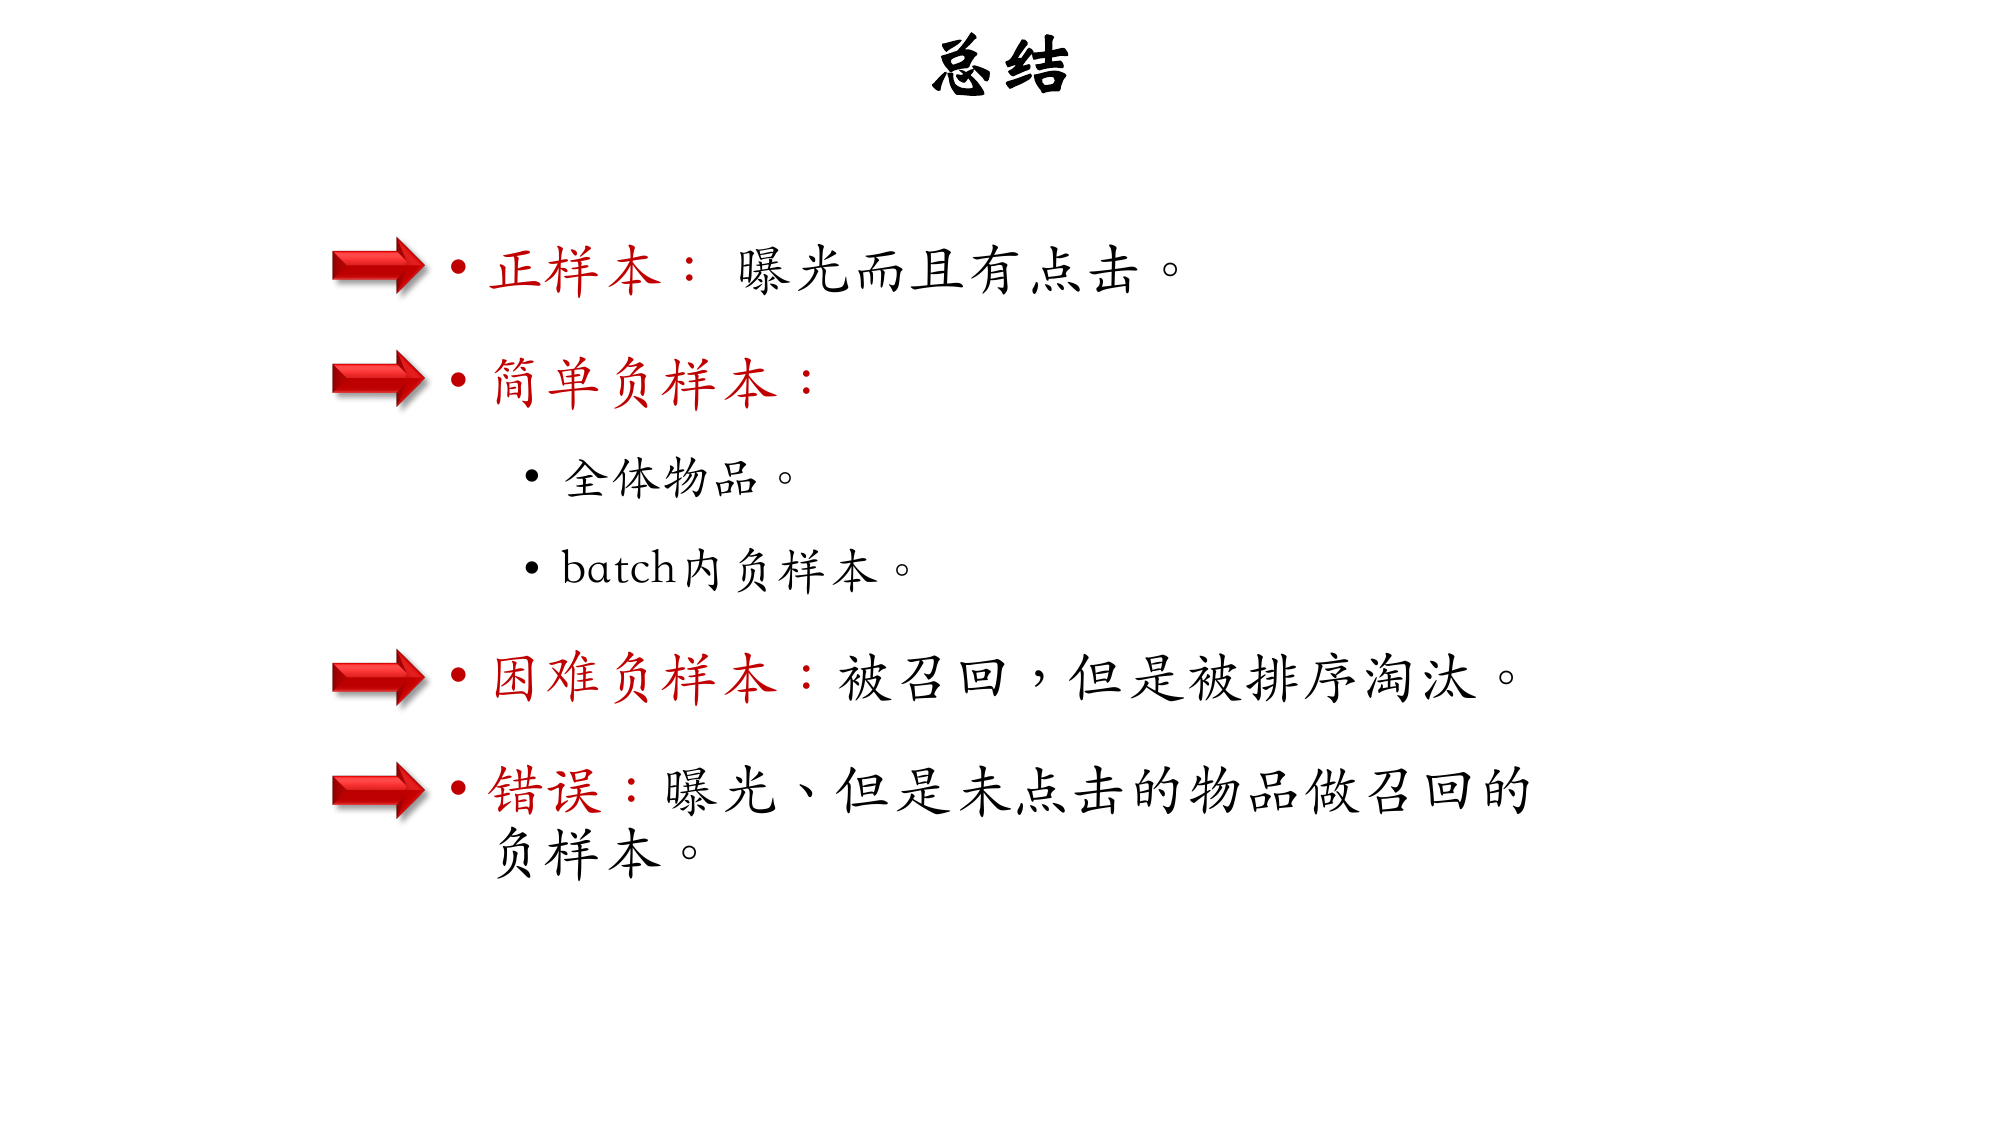 总结
• 正样本： 曝光而且有点击。
• 简单负样本：
• 全体物品。
• batch内负样本。
• 困难负样本：被召回，但是被排序淘汰。
• 错误：曝光、但是未点击的物品做召回的
负样本。